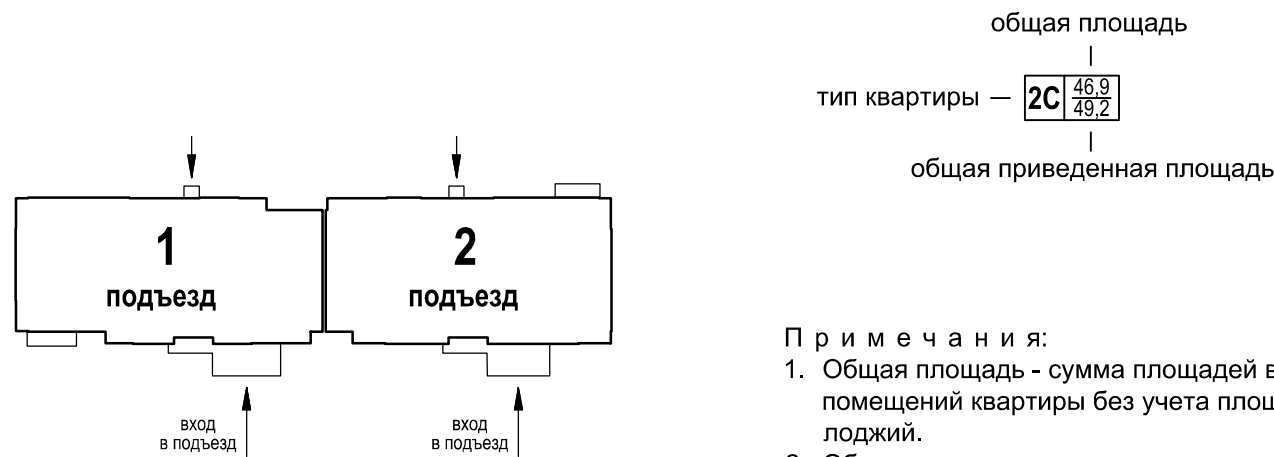 общая площадь
тип квартиры — 2С 46,9
49,2
общая приведенная площадь
1
подъезд
2
подъезд
вход
в подъезд
вход
в подъезд
П р и м е ч а н и я:
1. Общая площадь - сумма площадей в
помещений квартиры без учета площ
лоджий.